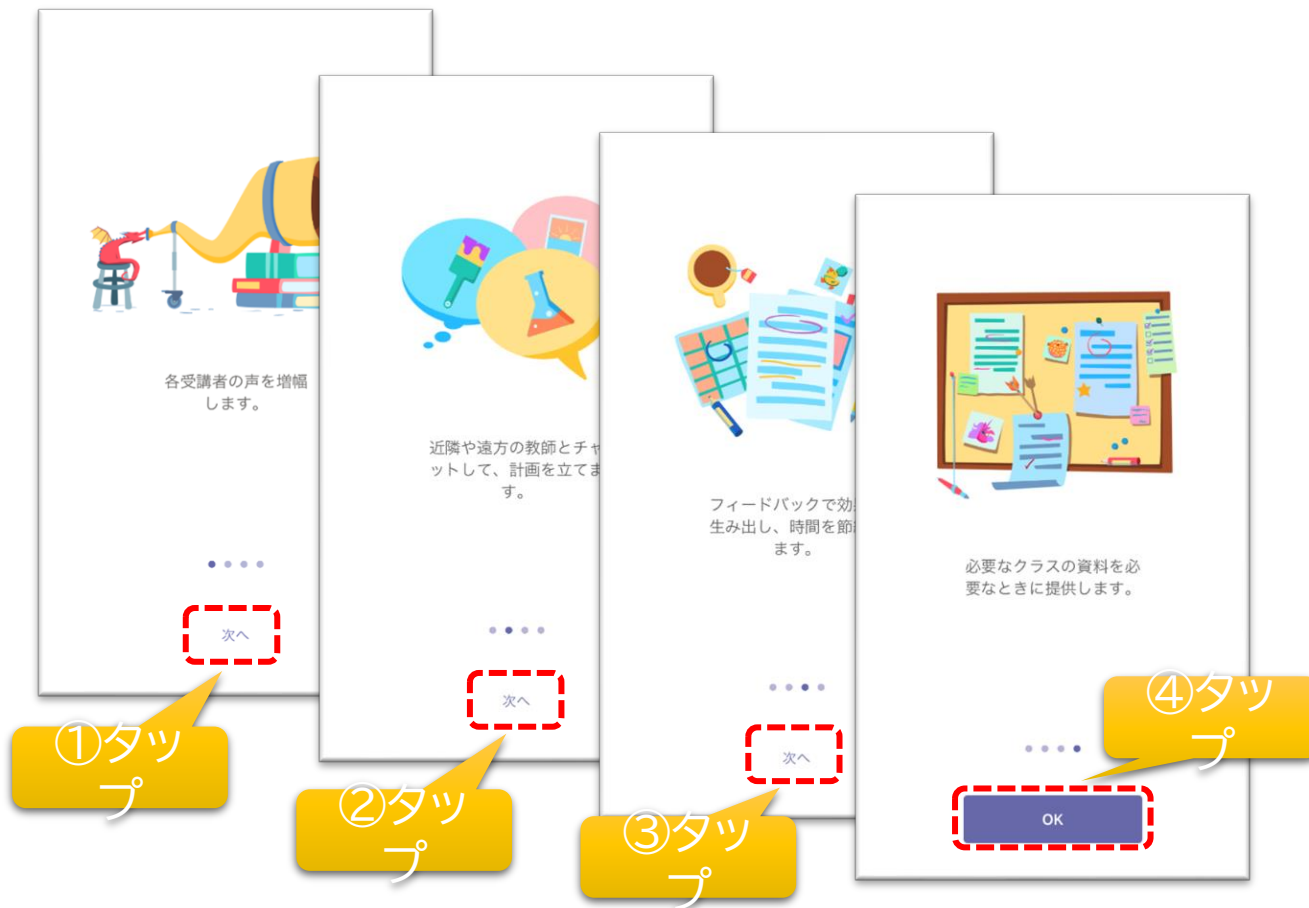 各受講者の声を増幅
します。
次へ
①タッ
プ
近隣や遠方の教師とチャ
ットして、計画を立てま
す。
次へ
②タッ
プ
フィードバックで効
生み出し、時間を節
ます。
次へ
③タッ
プ
必要なクラスの資料を必
要なときに提供します。
OK
④タッ
プ